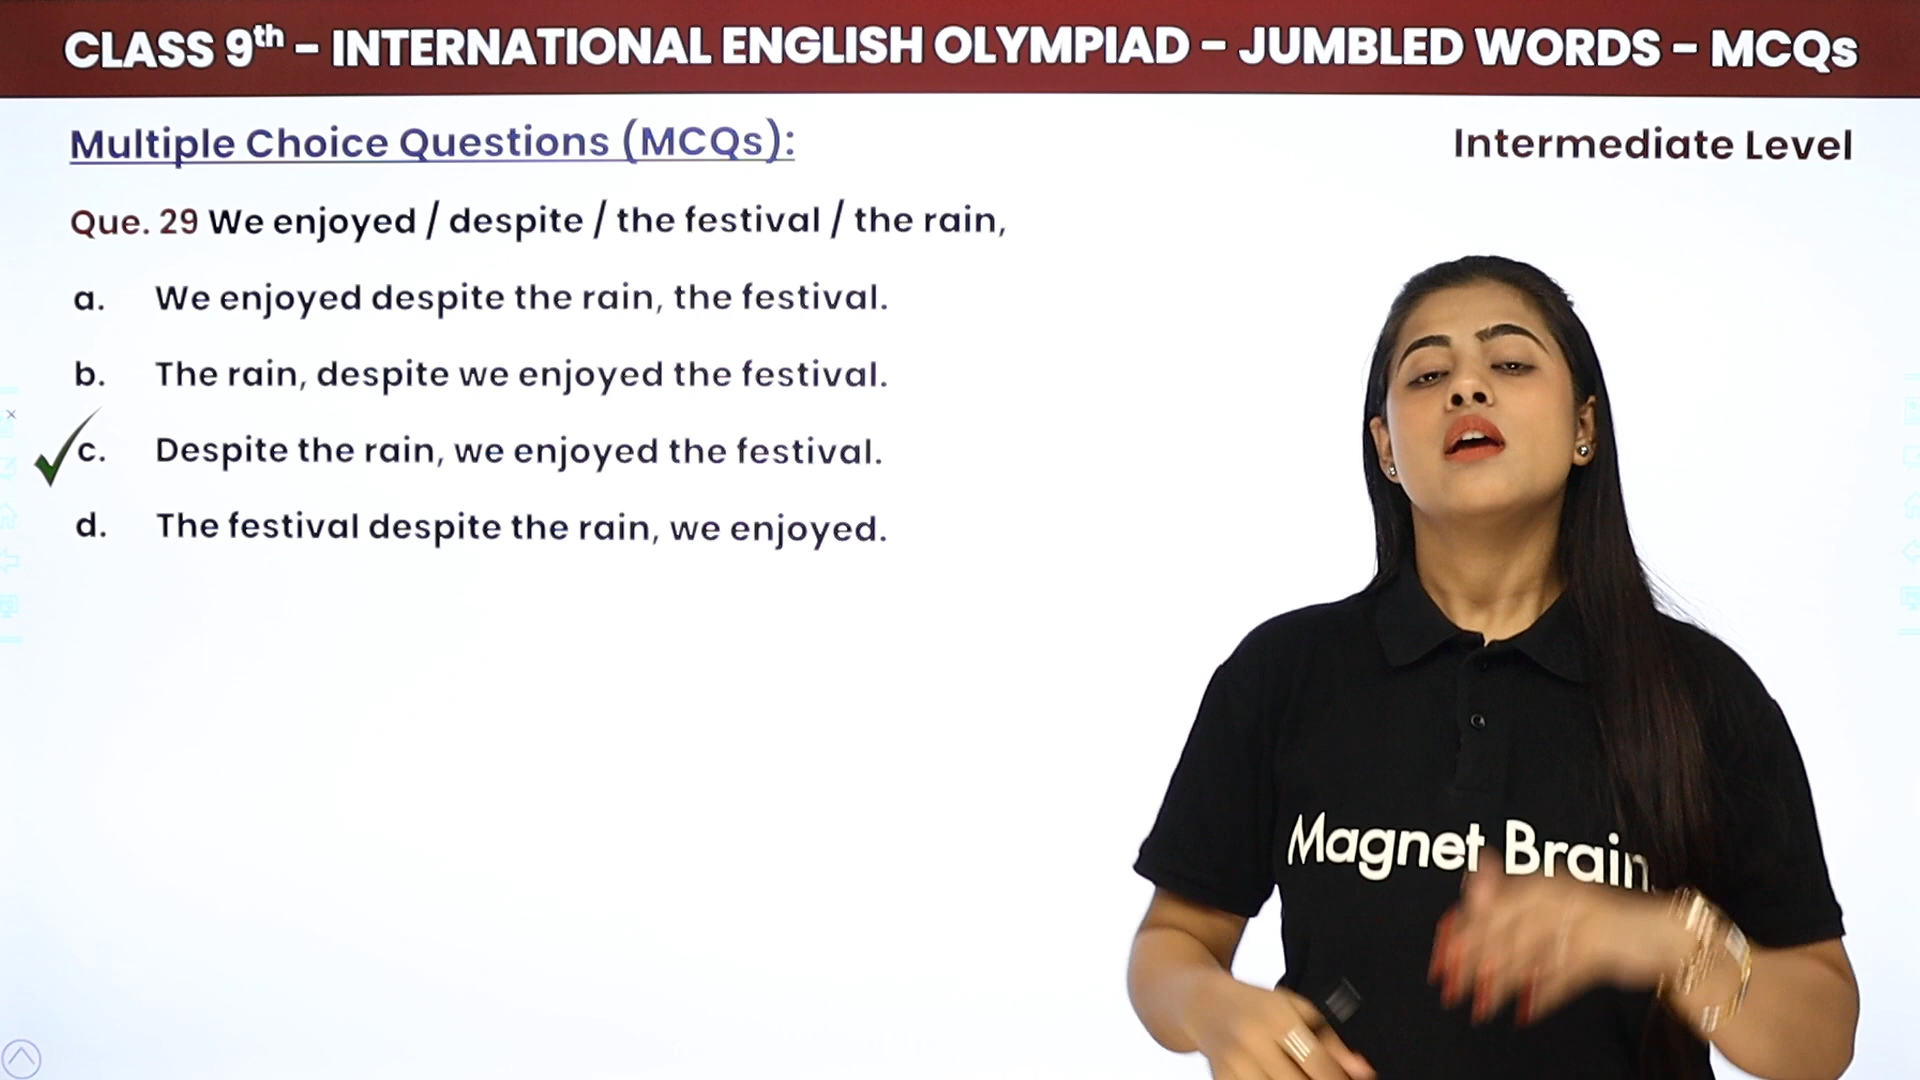 CLASS 9th – INTERNATIONAL ENGLISH OLYMPIAD – JUMBLED WORDS – MCQs
Multiple Choice Questions (MCQs):
Intermediate Level
Que. 29 We enjoyed / despite / the festival / the rain,
a. We enjoyed despite the rain, the festival.
b. The rain, despite we enjoyed the festival.
c. Despite the rain, we enjoyed the festival.
d. The festival despite the rain, we enjoyed.
Magnet Brain